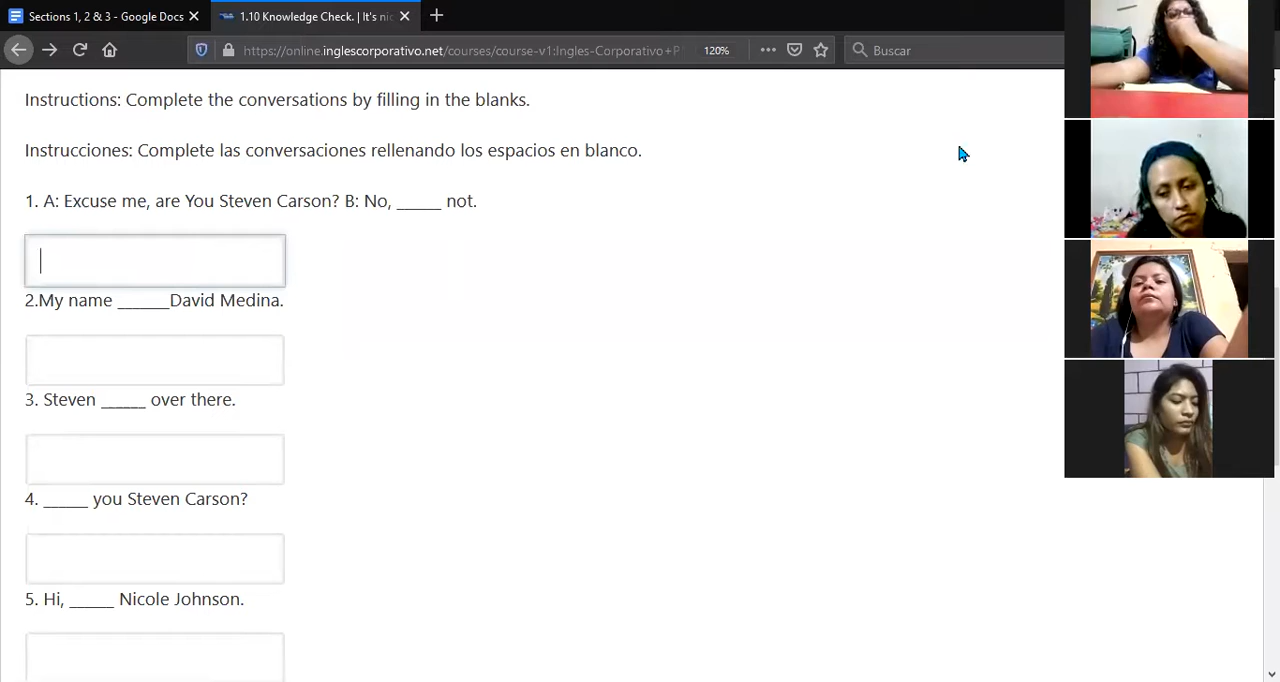 Sections 1, 2 & 3 - Google Docs
1.10 Knowledge Check. | It's nic
https://online.inglescorporativo.net/courses/course-v1:Ingles-Corporativo+P
120%
Buscar
Instructions: Complete the conversations by filling in the blanks.
Instrucciones: Complete las conversaciones rellenando los espacios en blanco.
1. A: Excuse me, are You Steven Carson? B: No, _____ not.
2.My name ______David Medina.
3. Steven _____ over there.
4. _____ you Steven Carson?
5. Hi, _____ Nicole Johnson.